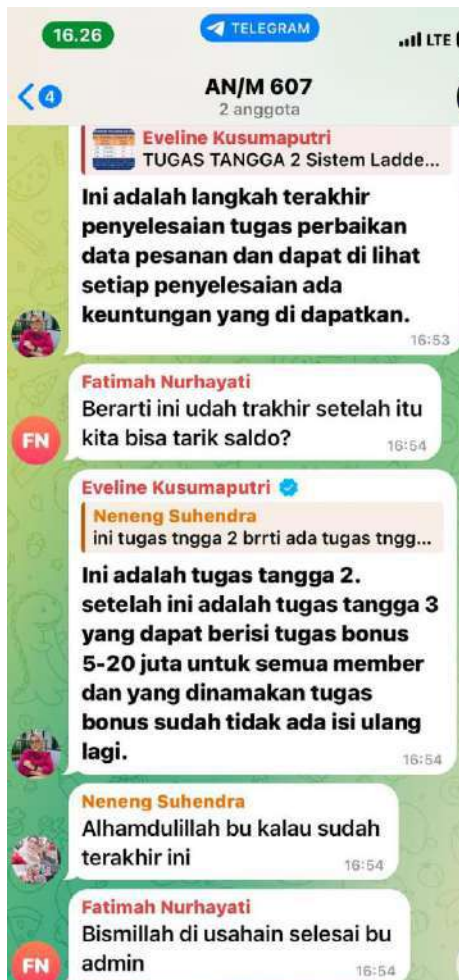 16.26
TELEGRAM
LTE
4
AN/M 607
2 anggota
Eveline Kusumaputri
TUGAS TANGGA 2 Sistem Ladde...
Ini adalah langkah terakhir
penyelesaian tugas perbaikan
data pesanan dan dapat di lihat
setiap penyelesaian ada
keuntungan yang di dapatkan.
16:53
Fatimah Nurhayati
Berarti ini udah trakhir setelah itu
kita bisa tarik saldo?
16:54
FN
Eveline Kusumaputri
Neneng Suhendra
ini tugas tngga 2 brrti ada tugas tngg...
Ini adalah tugas tangga 2.
setelah ini adalah tugas tangga 3
yang dapat berisi tugas bonus
5-20 juta untuk semua member
dan yang dinamakan tugas
bonus sudah tidak ada isi ulang
lagi.
16:54
Neneng Suhendra
Alhamdulillah bu kalau sudah
terakhir ini
16:54
Fatimah Nurhayati
Bismillah di usahain selesai bu
admin
16:54
FN